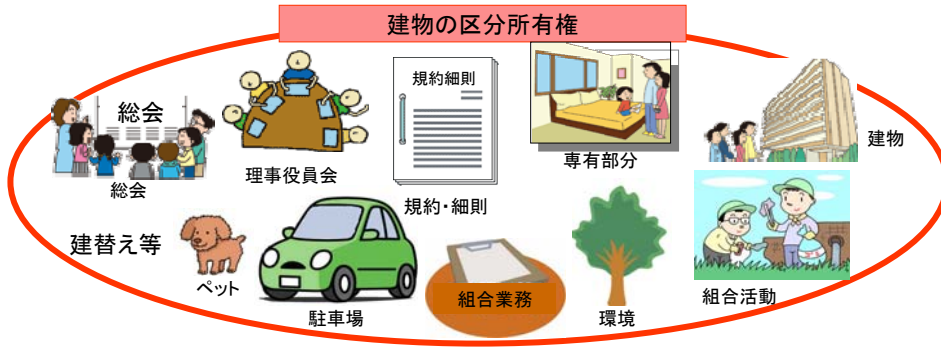 建物の区分所有権
総会
総会
理事役員会
規約細則
規約・細則
専有部分
建物
建替え等
ペット
駐車場
組合業務
環境
組合活動